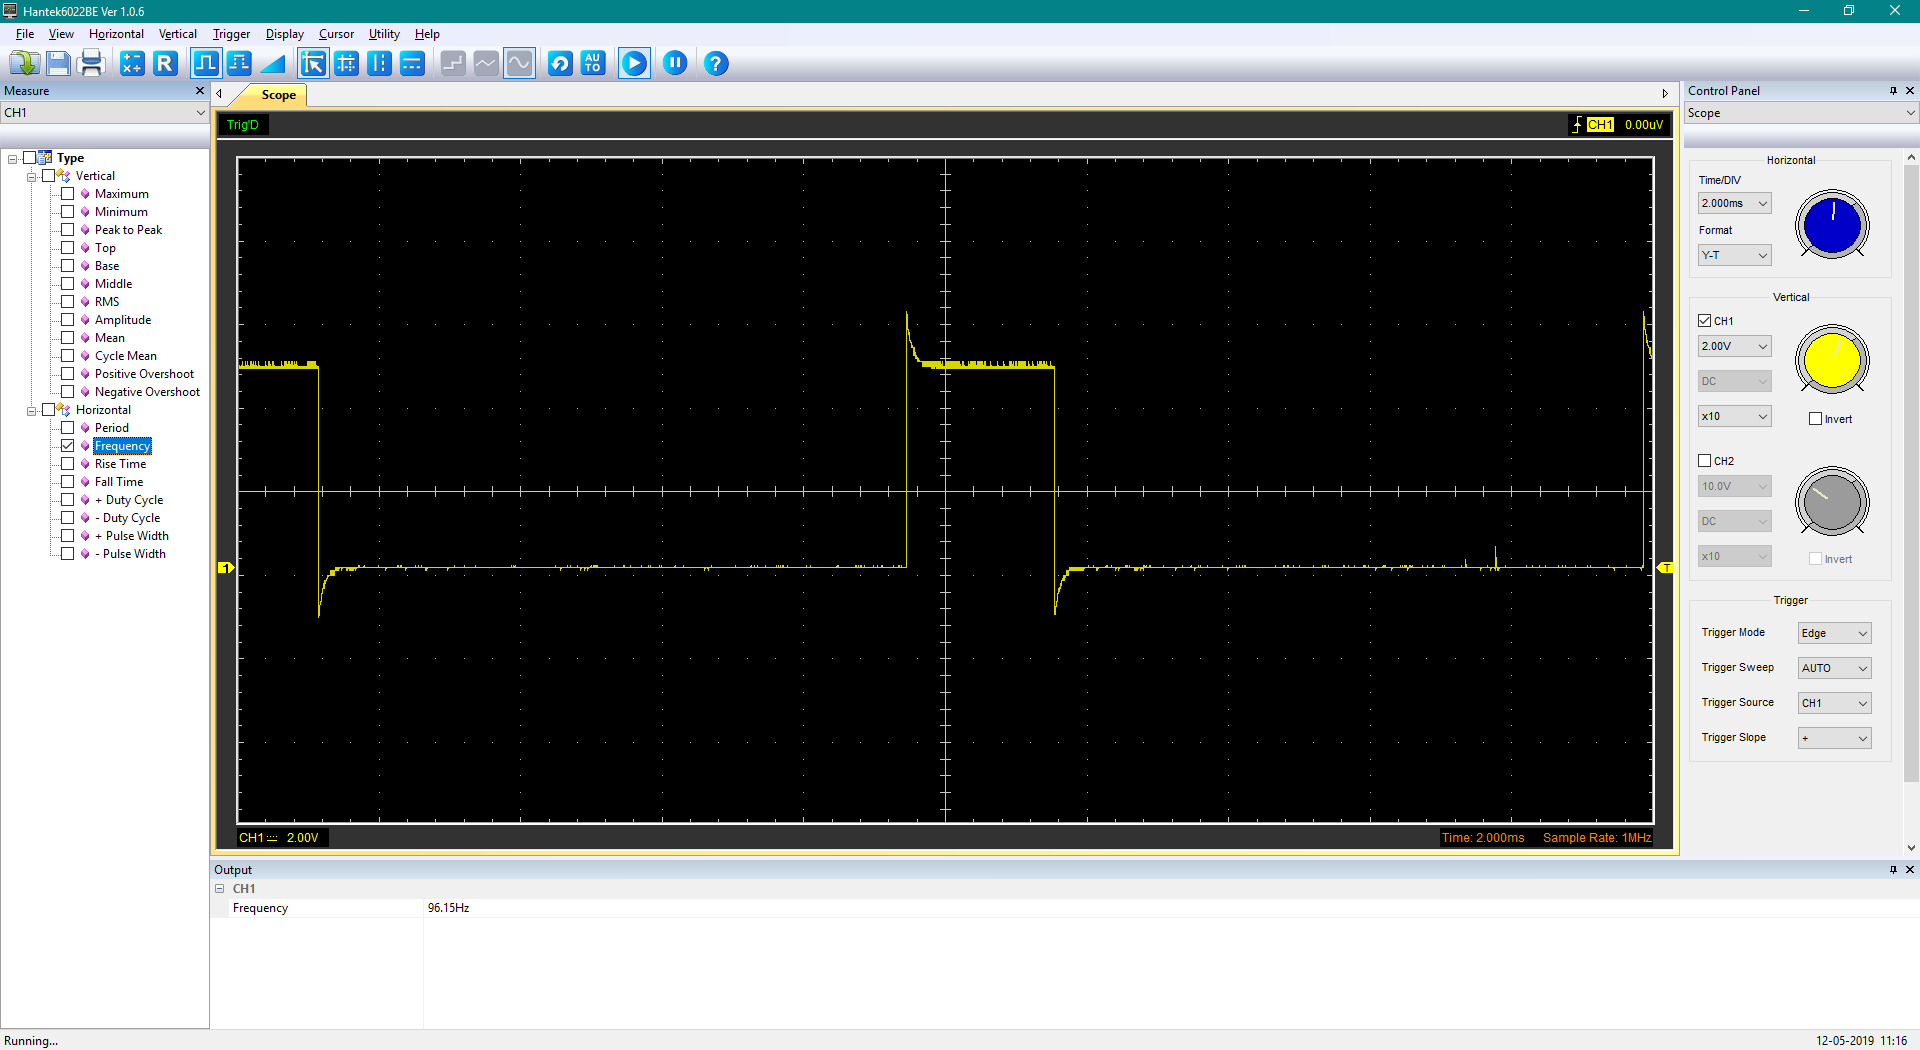 Hantek6022BE Ver 1.0.6
File View Horizontal Vertical Trigger Display Cursor Utility Help
R
AU
TO
?
Measure
CH1
Type
Vertical
Maximum
Minimum
Peak to Peak
Top
Base
Middle
RMS
Amplitude
Mean
Cycle Mean
Positive Overshoot
Negative Overshoot
Horizontal
Period
Frequency
Rise Time
Fall Time
+ Duty Cycle
- Duty Cycle
+ Pulse Width
- Pulse Width
Scope
Trig'D
CH1 0.00uV
1
T
CH1 2.00V
Time: 2.000ms Sample Rate: 1MHz
Control Panel
Scope
Horizontal
Time/DIV
2.000ms
Format
Y-T
Vertical
CH1
2.00V
DC
x10
Invert
CH2
10.0V
DC
x10
Invert
Trigger
Trigger Mode Edge
Trigger Sweep AUTO
Trigger Source CH1
Trigger Slope +
Output
CH1
Frequency 96.15Hz
Running...
12-05-2019 11:16